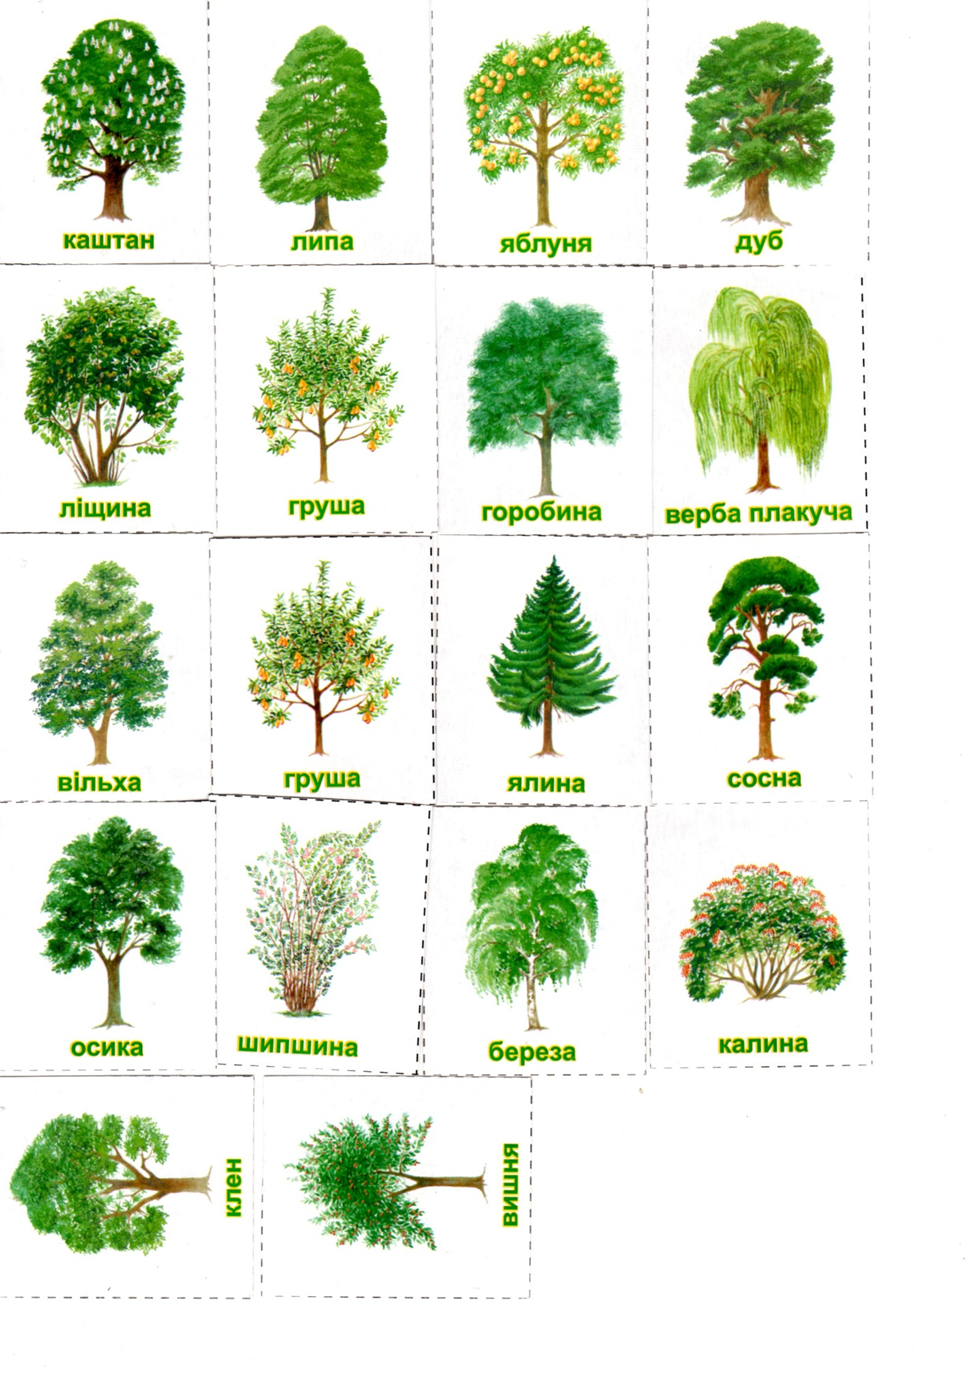 каштан
липа
яблуня
дуб
ліщина
груша
горобина
верба плакуча
вільха
груша
ялина
сосна
осика
шипшина
береза
калина
клен
вишня